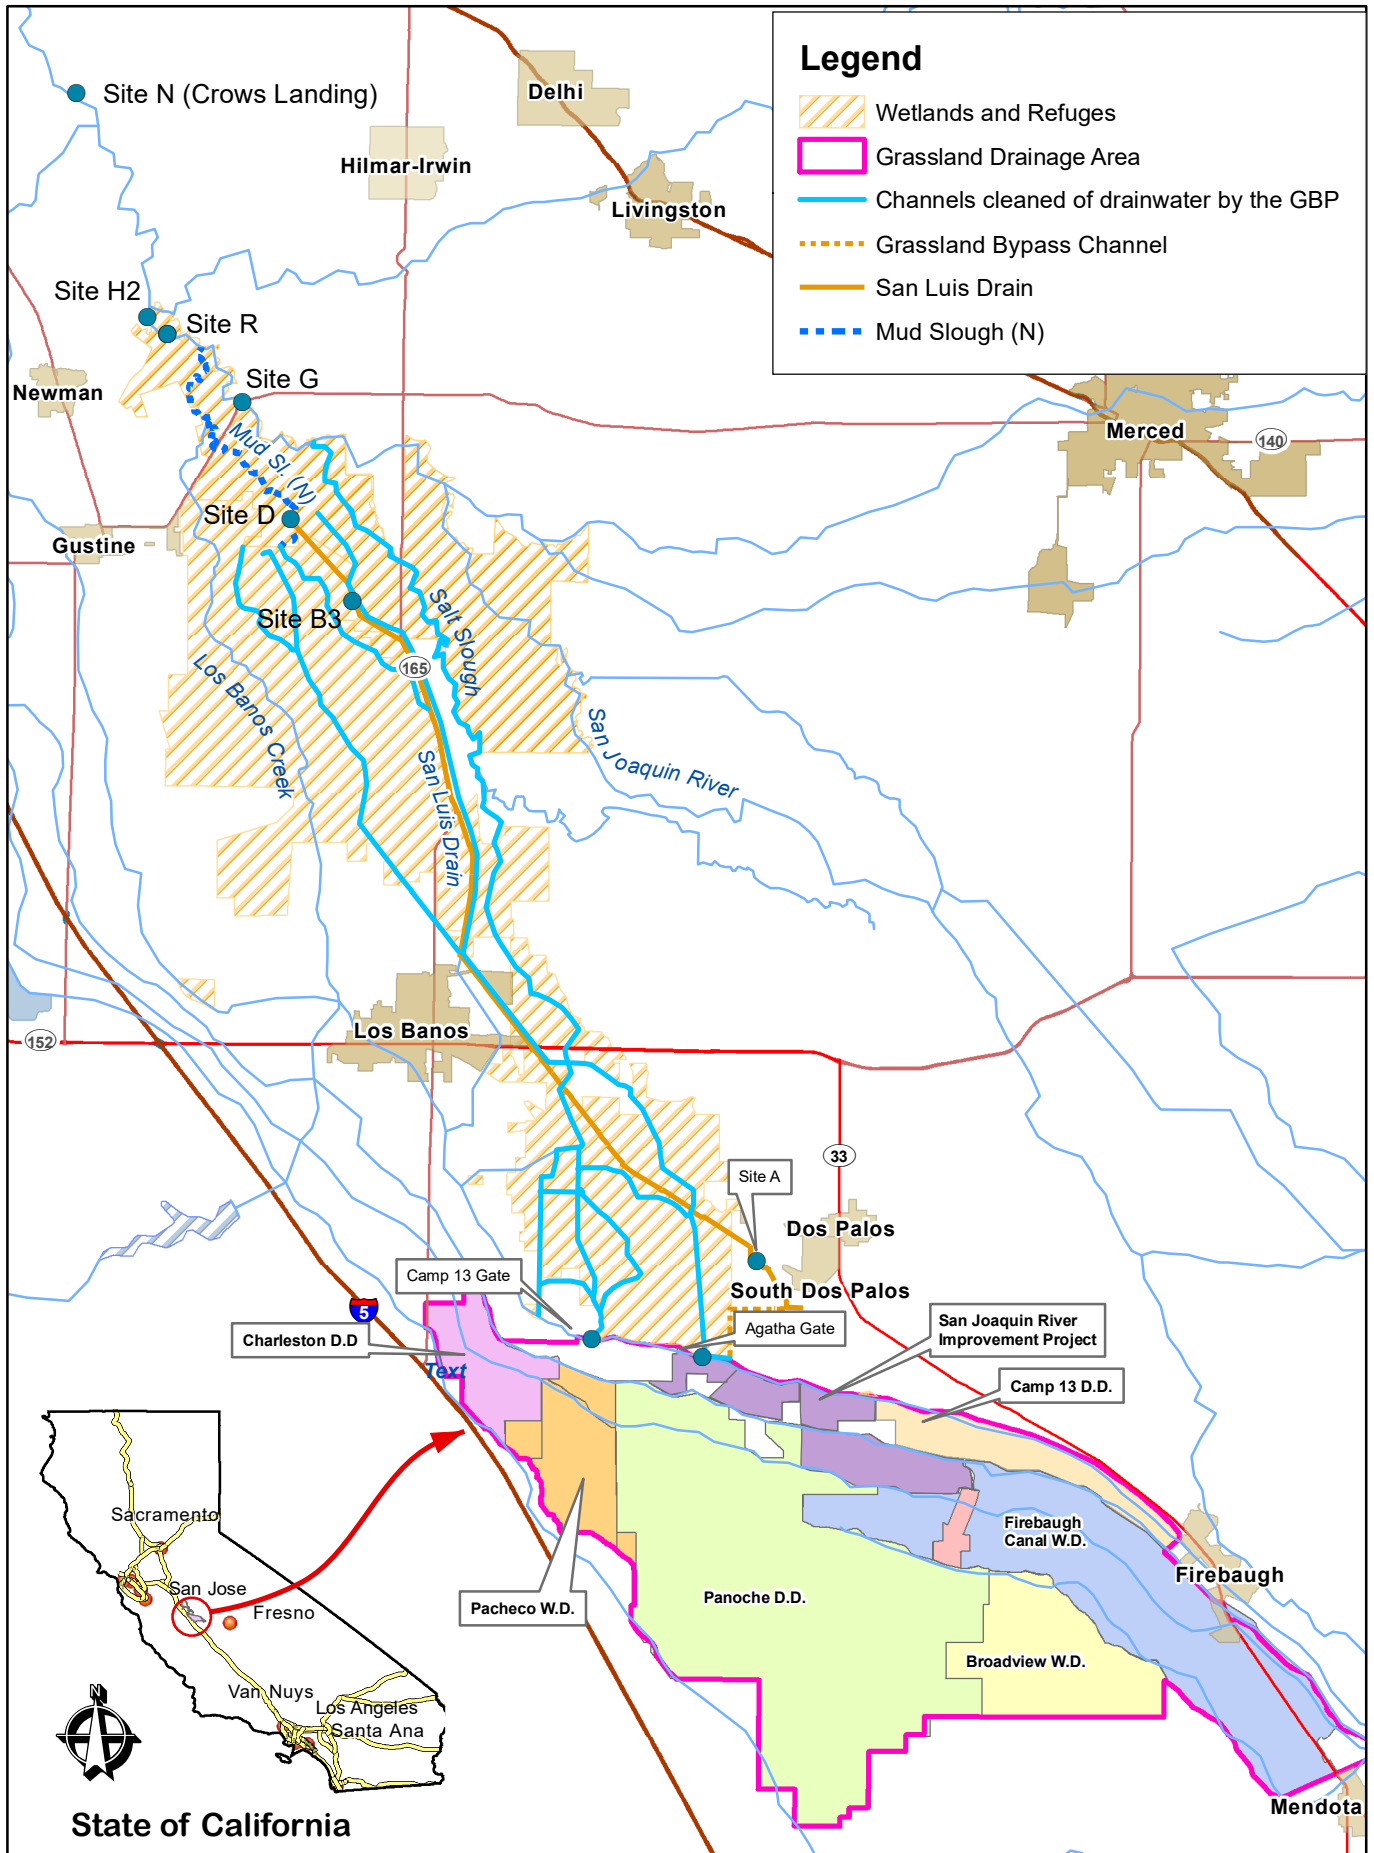 Legend
Wetlands and Refuges
Grassland Drainage Area
Channels cleaned of drainwater by the GBP
Grassland Bypass Channel
San Luis Drain
Mud Slough (N)
Site N (Crows Landing)
Delhi
Hilmar-Irwin
Livingston
Site H2
Site R
Newman
Site G
Merced
140
Mud Sl. (N)
Site D
Gustine
Site B3
Salt Slough
165
Los Banos Creek
San Joaquin River
San Luis Drain
152
Los Banos
33
Site A
Dos Palos
Camp 13 Gate
South Dos Palos
5
Charleston D.D
Agatha Gate
San Joaquin River
Improvement Project
Text
Camp 13 D.D.
Firebaugh
Canal W.D.
Firebaugh
Pacheco W.D.
Panoche D.D.
Broadview W.D.
Mendota
Sacramento
San Jose
Fresno
Van Nuys
Los Angeles
Santa Ana
N
State of California